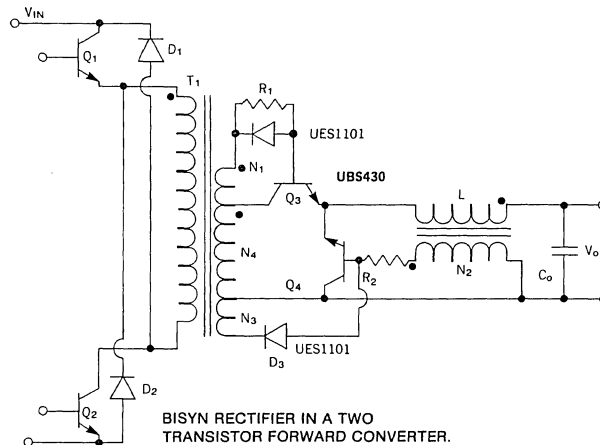 VIN
Q1
D1
T1
R1
UES1101
N1
UBS430
Q3
L
N4
Q4
R2
N2
Co
Vo
N3
D3
UES1101
D2
Q2
BISYN RECTIFIER IN A TWO
TRANSISTOR FORWARD CONVERTER.